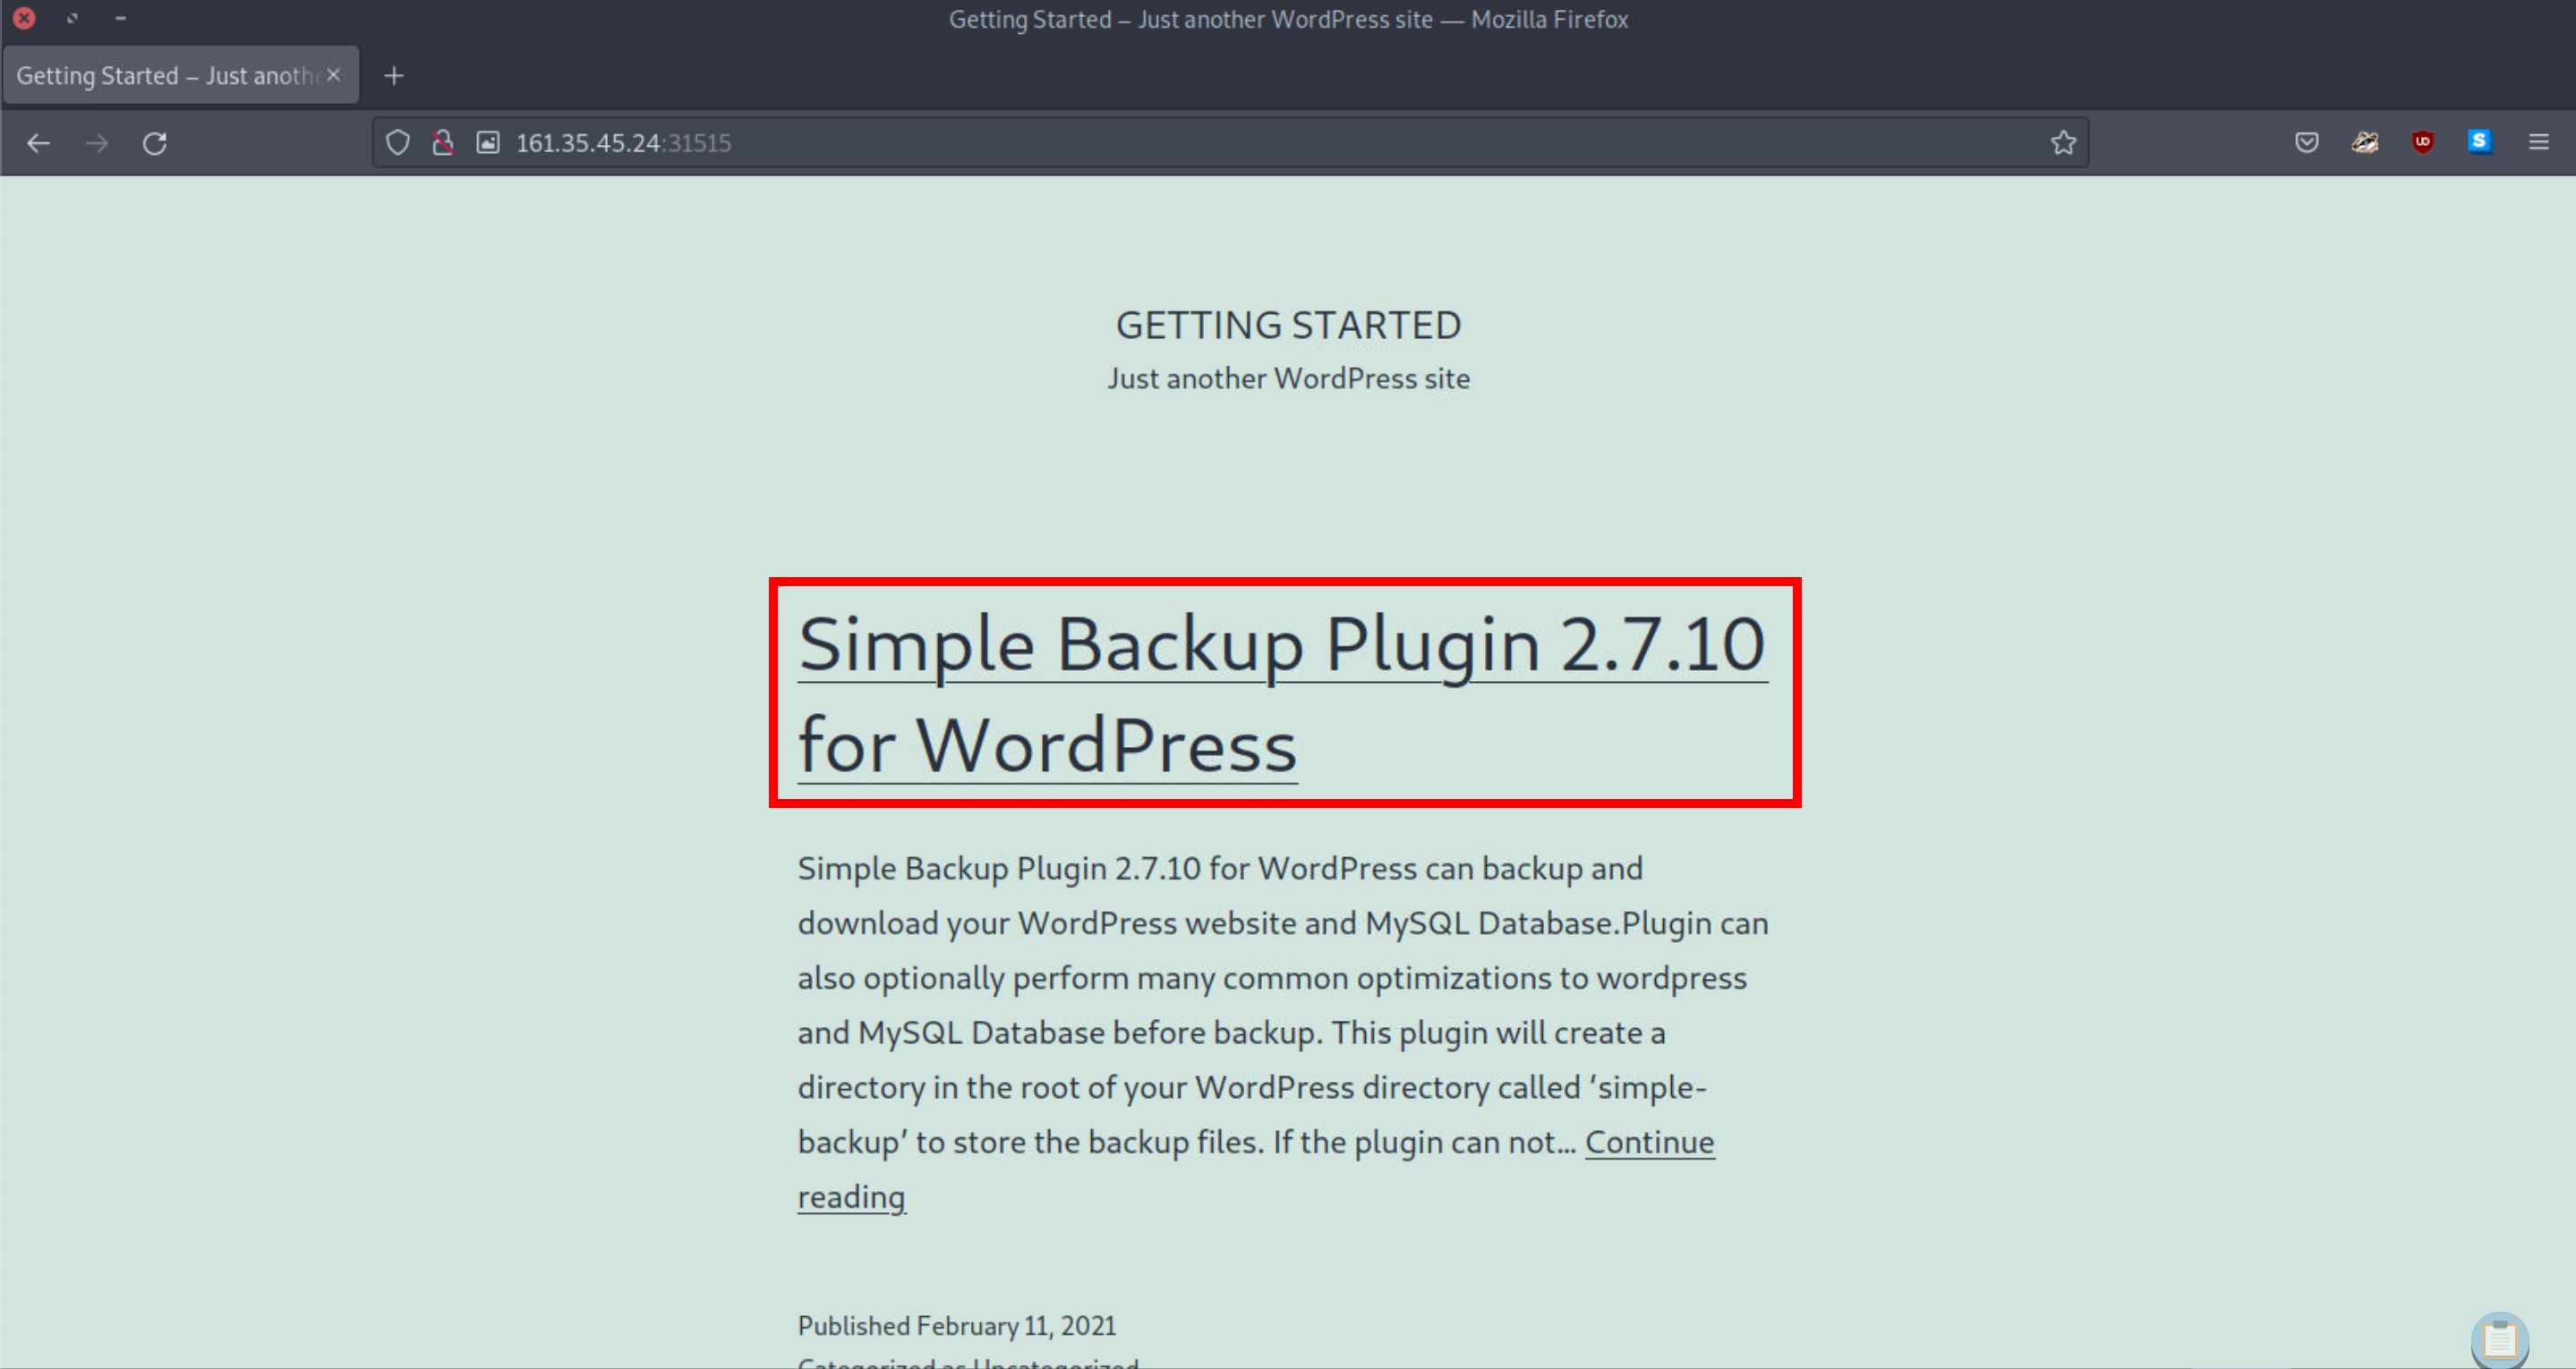 Getting Started – Just another WordPress site — Mozilla Firefox
Getting Started – Just anoth
161.35.45.24:31515
GETTING STARTED
Just another WordPress site
Simple Backup Plugin 2.7.10
for WordPress
Simple Backup Plugin 2.7.10 for WordPress can backup and
download your WordPress website and MySQL Database.Plugin can
also optionally perform many common optimizations to wordpress
and MySQL Database before backup. This plugin will create a
directory in the root of your WordPress directory called ‘simple-
backup’ to store the backup files. If the plugin can not… Continue
reading
Published February 11, 2021
Categorized as Uncategorized